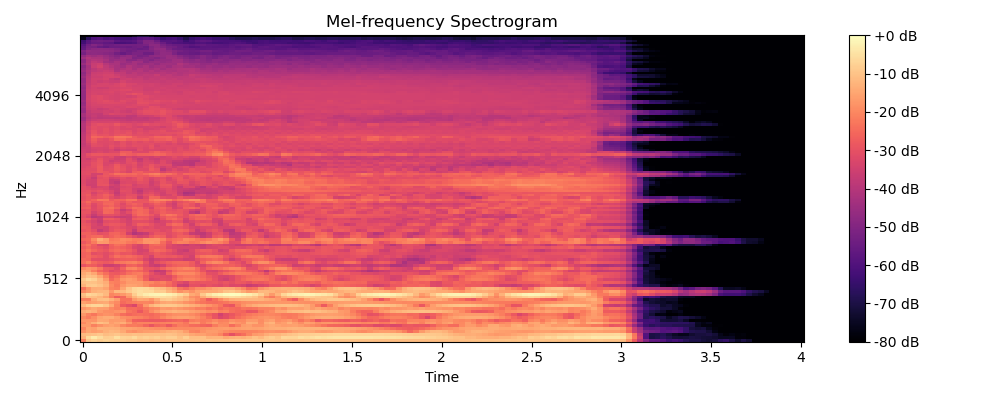 Mel-frequency Spectrogram
Hz
4096
2048
1024
512
0
0 0.5 1 1.5 2 2.5 3 3.5 4
Time
+0 dB
-10 dB
-20 dB
-30 dB
-40 dB
-50 dB
-60 dB
-70 dB
-80 dB